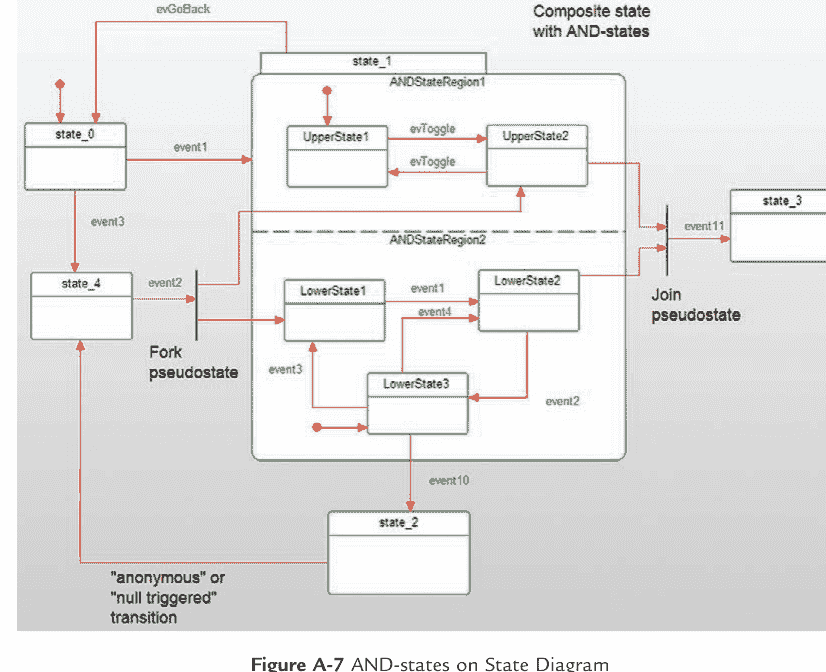 evGoBack
Composite state
with AND-states
state_1
ANDStateRegion1
state_0
event1
UpperState1
evToggle
evToggle
UpperState2
event3
state_3
event11
ANDStateRegion2
state_4
event2
LowerState1
event1
event4
LowerState2
Join
pseudostate
Fork
pseudostate
event3
LowerState3
event2
event10
state_2
"anonymous" or
"null triggered"
transition
Figure A-7 AND-states on State Diagram